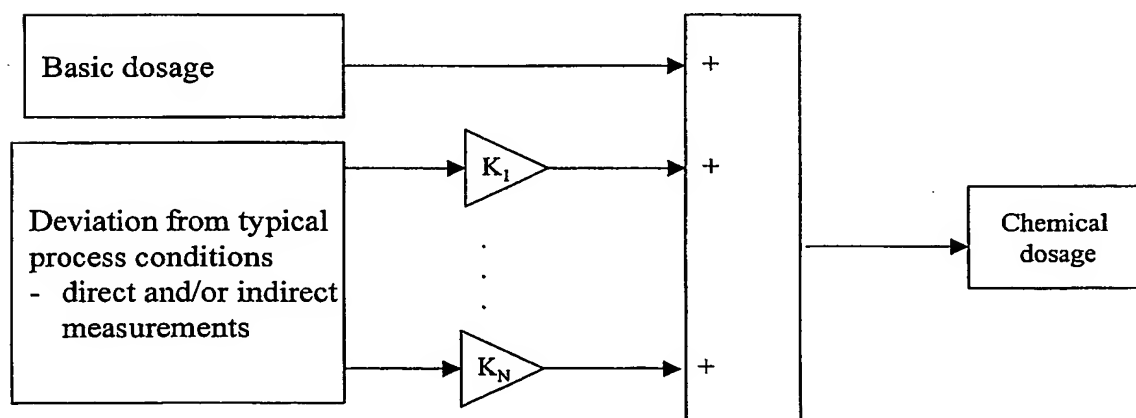 Basic dosage
+
K1
+
Deviation from typical
process conditions
- direct and/or indirect
measurements
.
.
.
KN
+
Chemical
dosage